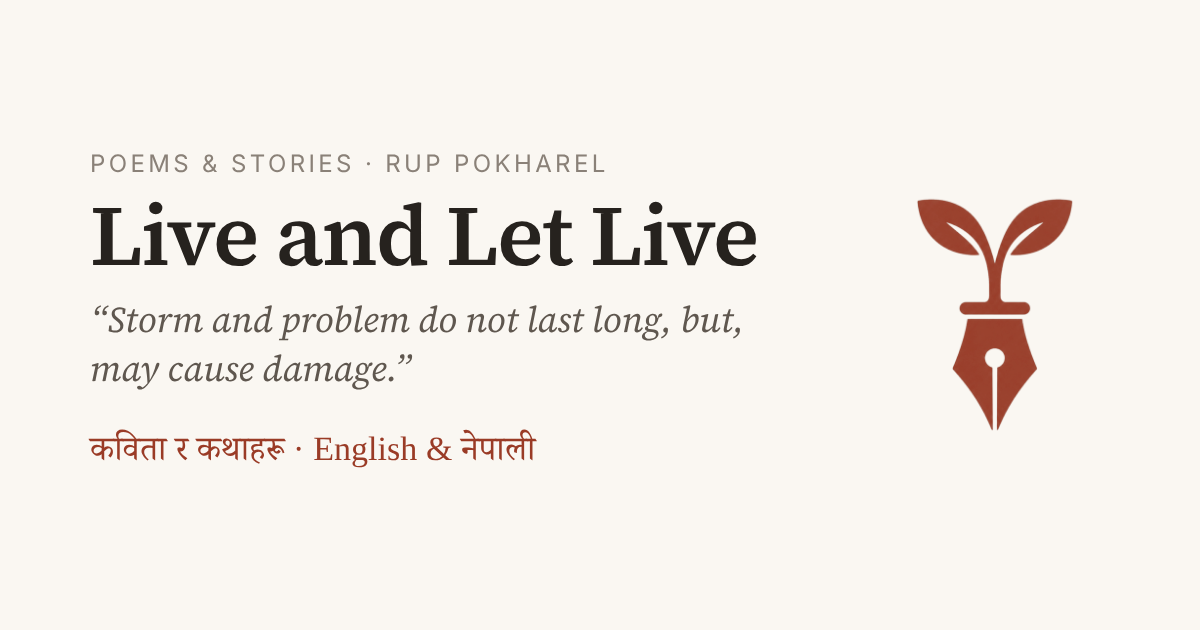 POEMS & STORIES · RUP POKHAREL
Live and Let Live
“Storm and problem do not last long, but,
may cause damage.”
कविता र कथाहरू · English & नेपाली